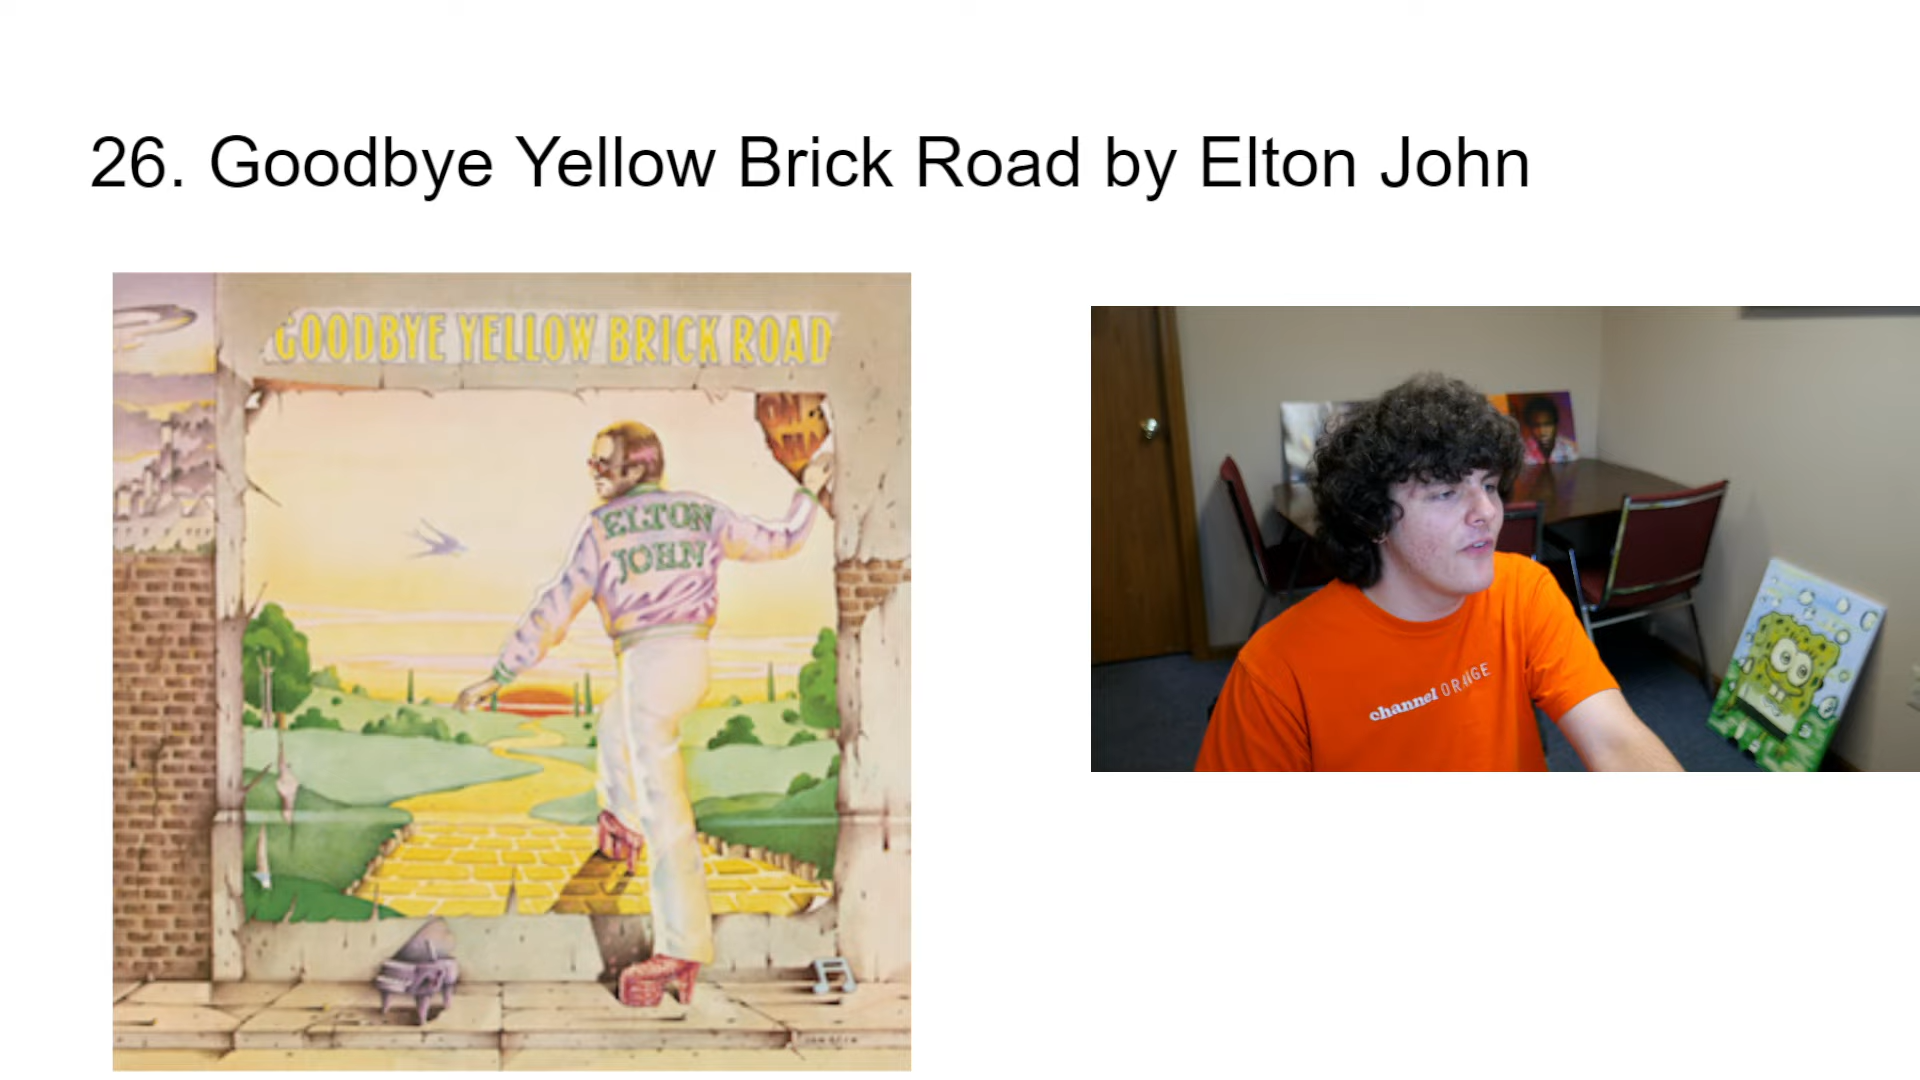 26. Goodbye Yellow Brick Road by Elton John
GOODBYE YELLOW BRICK ROAD
ELTON
JOHN
channel ORANGE